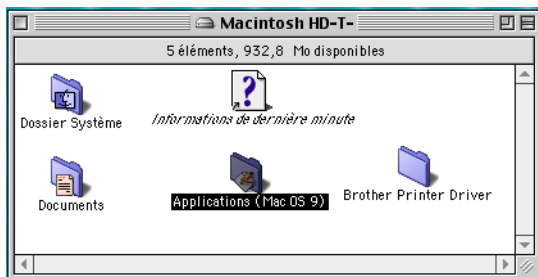 Macintosh HD-T-
5 éléments, 932,8 Mo disponibles
Dossier Système
Informations de dernière minute
Documents
Applications (Mac OS 9)
Brother Printer Driver